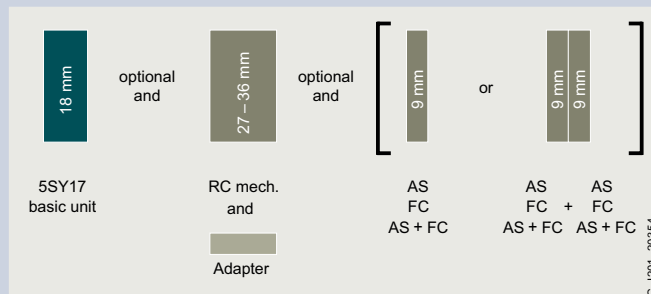 18 mm
optional
and
27 – 36 mm
optional
and
9 mm
or
9 mm
9 mm
5SY17
basic unit
RC mech.
and
Adapter
AS
FC
AS + FC
AS AS
FC + FC
AS + FC AS + FC